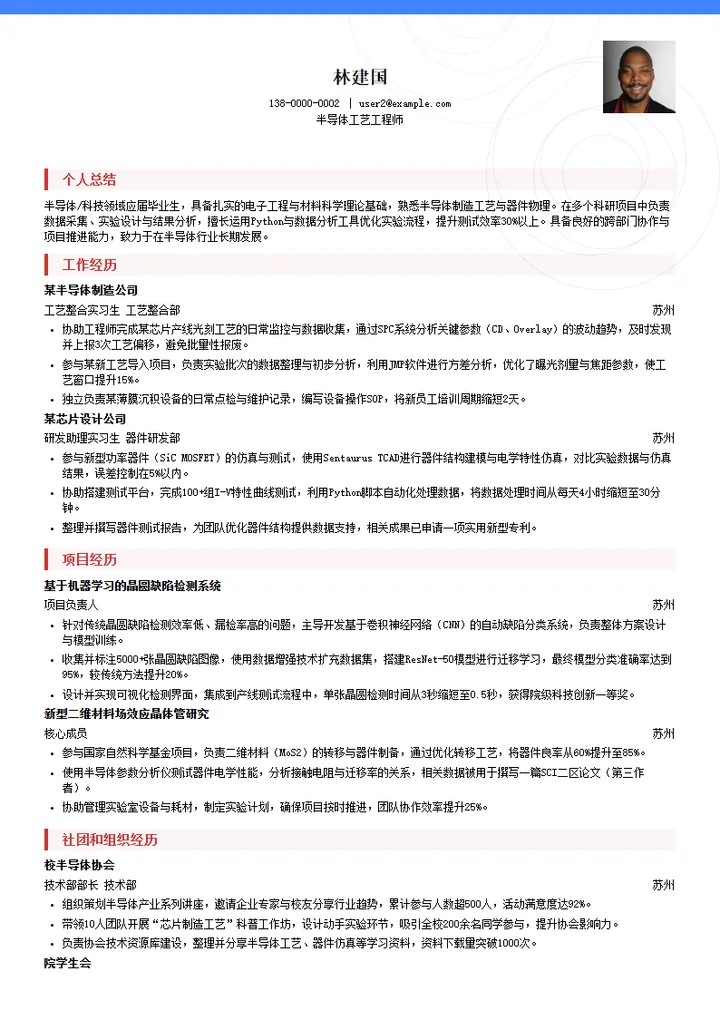 林建国
138-0000-0002 | user2@example.com
半导体工艺工程师
个人总结
半导体/科技领域应届毕业生，具备扎实的电子工程与材料科学理论基础，熟悉半导体制造工艺与器件物理。在多个科研项目中负责
数据采集、实验设计与结果分析，擅长运用Python与数据分析工具优化实验流程，提升测试效率30%以上。具备良好的跨部门协作与
项目推进能力，致力于在半导体行业长期发展。
工作经历
某半导体制造公司
工艺整合实习生 工艺整合部 苏州
• 协助工程师完成某芯片产线光刻工艺的日常监控与数据收集，通过SPC系统分析关键参数（CD、Overlay）的波动趋势，及时发现
并上报3次工艺偏移，避免批量性报废。
• 参与某新工艺导入项目，负责实验批次的数据整理与初步分析，利用JMP软件进行方差分析，优化了曝光剂量与焦距参数，使工
艺窗口提升15%。
• 独立负责某薄膜沉积设备的日常点检与维护记录，编写设备操作SOP，将新员工培训周期缩短2天。
某芯片设计公司
研发助理实习生 器件研发部 苏州
• 参与新型功率器件（SiC MOSFET）的仿真与测试，使用Sentaurus TCAD进行器件结构建模与电学特性仿真，对比实验数据与仿真
结果，误差控制在5%以内。
• 协助搭建测试平台，完成100+组I-V特性曲线测试，利用Python脚本自动化处理数据，将数据处理时间从每天4小时缩短至30分
钟。
• 整理并撰写器件测试报告，为团队优化器件结构提供数据支持，相关成果已申请一项实用新型专利。
项目经历
基于机器学习的晶圆缺陷检测系统
项目负责人 苏州
• 针对传统晶圆缺陷检测效率低、漏检率高的问题，主导开发基于卷积神经网络（CNN）的自动缺陷分类系统，负责整体方案设计
与模型训练。
• 收集并标注5000+张晶圆缺陷图像，使用数据增强技术扩充数据集，搭建ResNet-50模型进行迁移学习，最终模型分类准确率达到
95%，较传统方法提升20%。
• 设计并实现可视化检测界面，集成到产线测试流程中，单张晶圆检测时间从3秒缩短至0.5秒，获得院级科技创新一等奖。
新型二维材料场效应晶体管研究
核心成员 苏州
• 参与国家自然科学基金项目，负责二维材料（MoS2）的转移与器件制备，通过优化转移工艺，将器件良率从60%提升至85%。
• 使用半导体参数分析仪测试器件电学性能，分析接触电阻与迁移率的关系，相关数据被用于撰写一篇SCI二区论文（第三作
者）。
• 协助管理实验室设备与耗材，制定实验计划，确保项目按时推进，团队协作效率提升25%。
社团和组织经历
校半导体协会
技术部部长 技术部 苏州
• 组织策划半导体产业系列讲座，邀请企业专家与校友分享行业趋势，累计参与人数超500人，活动满意度达92%。
• 带领10人团队开展“芯片制造工艺”科普工作坊，设计动手实验环节，吸引全校200余名同学参与，提升协会影响力。
• 负责协会技术资源库建设，整理并分享半导体工艺、器件仿真等学习资料，资料下载量突破1000次。
院学生会